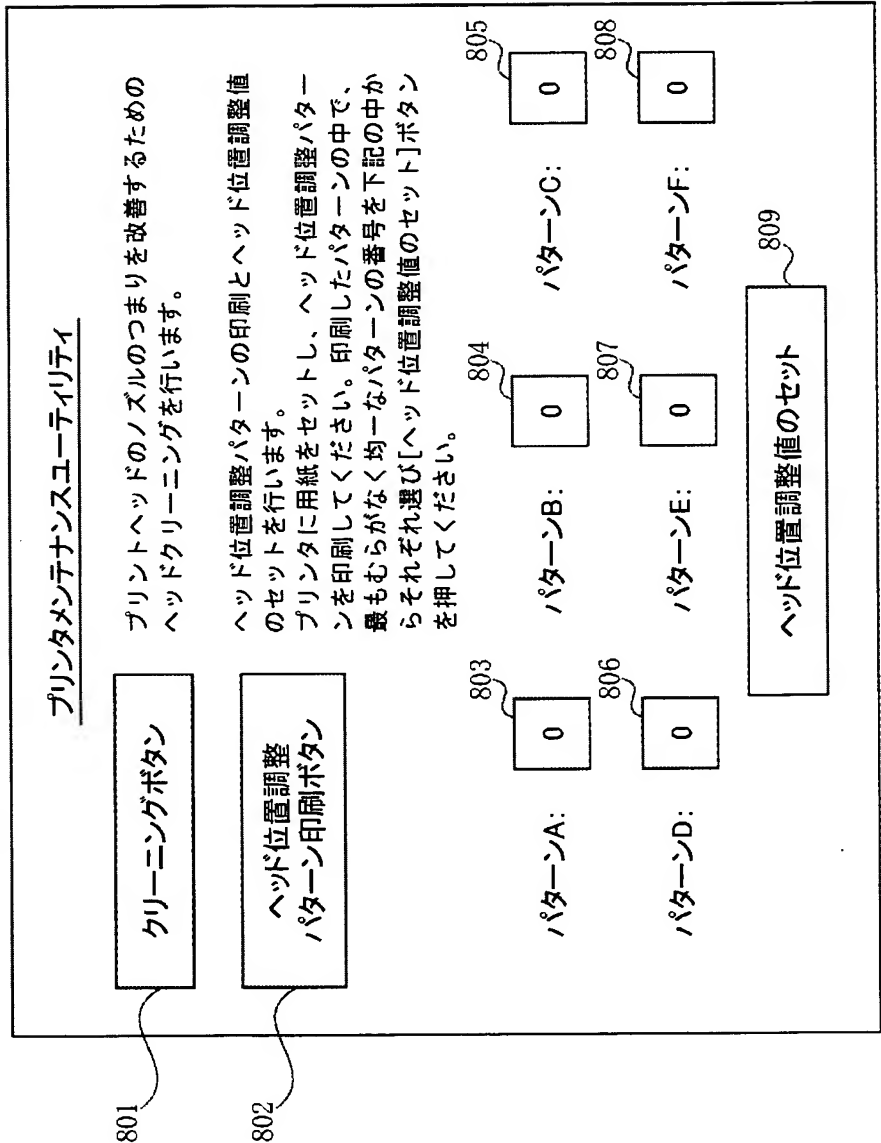 プリンタメンテナンスユーティリティ
801
クリーニングボタン
プリントヘッドのノズルのつまりを改善するための
ヘッドクリーニングを行います。
802
ヘッド位置調整
パターン印刷ボタン
ヘッド位置調整パターンの印刷とヘッド位置調整値
のセットを行います。
プリンタに用紙をセットし、ヘッド位置調整パター
ンを印刷してください。印刷したパターンの中で、
最もむらがなく均一なパターンの番号を下記の中か
らそれぞれ選び[ヘッド位置調整値のセット]ボタン
を押してください。
パターンA: 0 803
パターンB: 0 804
パターンC: 0 805
パターンD: 0 806
パターンE: 0 807
パターンF: 0 808
ヘッド位置調整値のセット 809